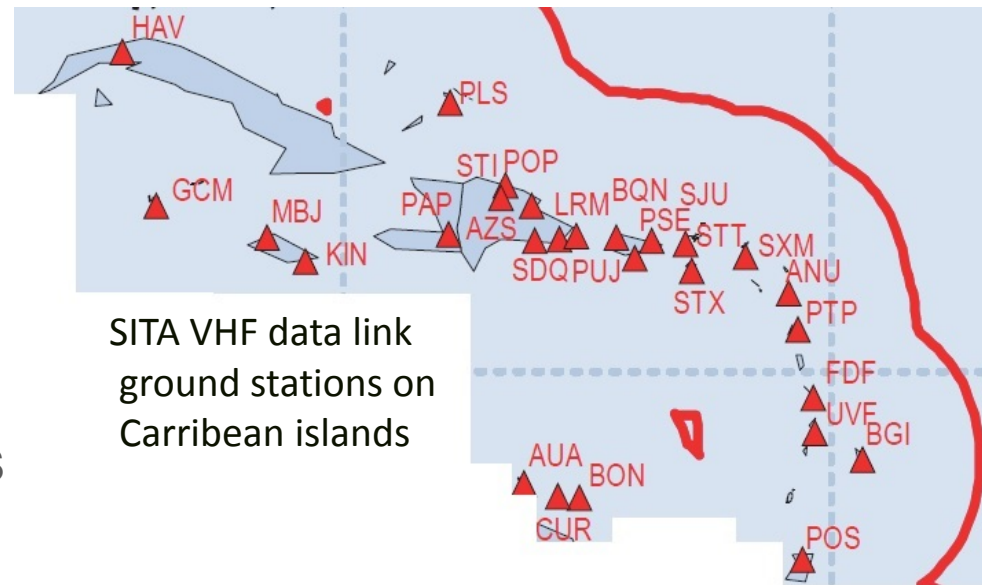 HAV
PLS
STI POP
GCM
MBJ
PAP
AZS
LRM
BQN
SJU
PSE
STT
KIN
SDQ
PUJ
SXM
STX
ANU
PTP
SITA VHF data link
ground stations on
Carribean islands
FDF
UVF
BGI
AUA
BON
CUR
POS
s